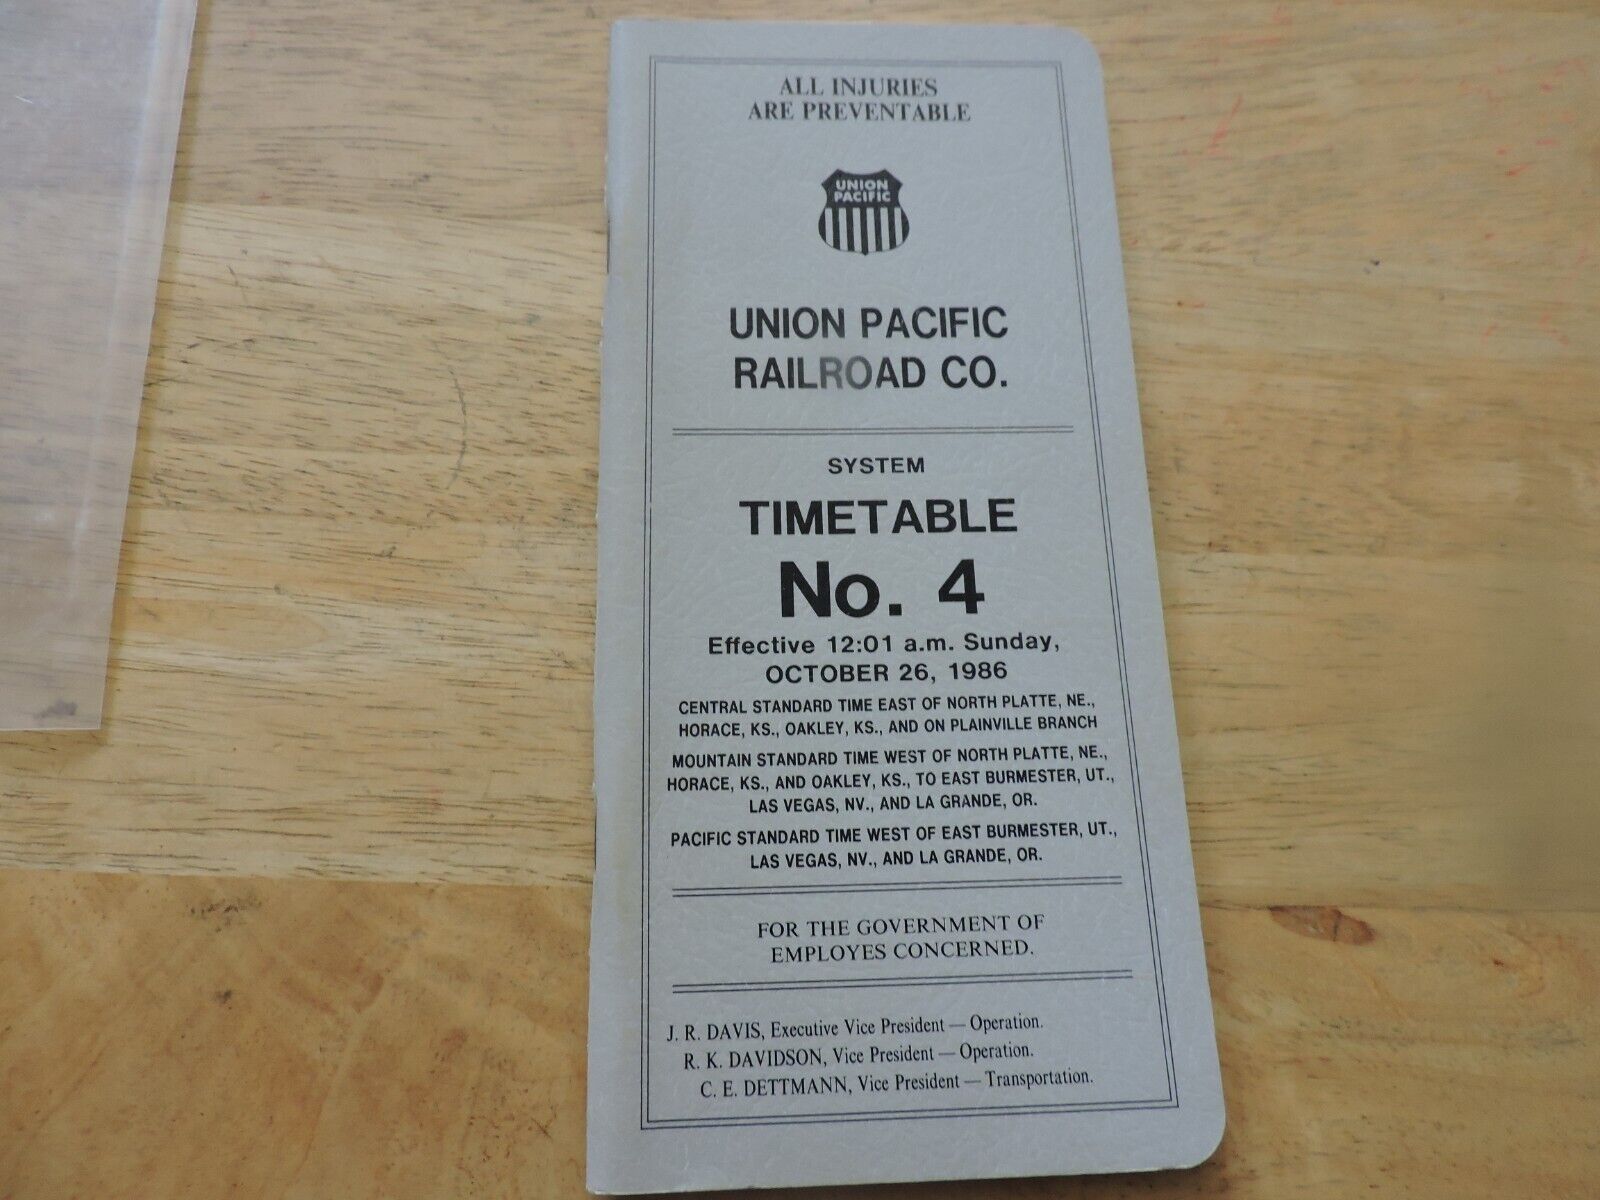 ALL INJURIES
ARE PREVENTABLE
UNION
PACIFIC
UNION PACIFIC
RAILROAD CO.
SYSTEM
TIMETABLE
No. 4
Effective 12:01 a.m. Sunday,
OCTOBER 26, 1986
CENTRAL STANDARD TIME EAST OF NORTH PLATTE, NE.,
HORACE, KS., OAKLEY, KS., AND ON PLAINVILLE BRANCH
MOUNTAIN STANDARD TIME WEST OF NORTH PLATTE, NE.,
HORACE, KS., AND OAKLEY, KS., TO EAST BURMESTER, UT.,
LAS VEGAS, NV., AND LA GRANDE, OR.
PACIFIC STANDARD TIME WEST OF EAST BURMESTER, UT.,
LAS VEGAS, NV., AND LA GRANDE, OR.
FOR THE GOVERNMENT OF
EMPLOYES CONCERNED.
J. R. DAVIS, Executive Vice President — Operation.
R. K. DAVIDSON, Vice President — Operation.
C. E. DETTMANN, Vice President — Transportation.